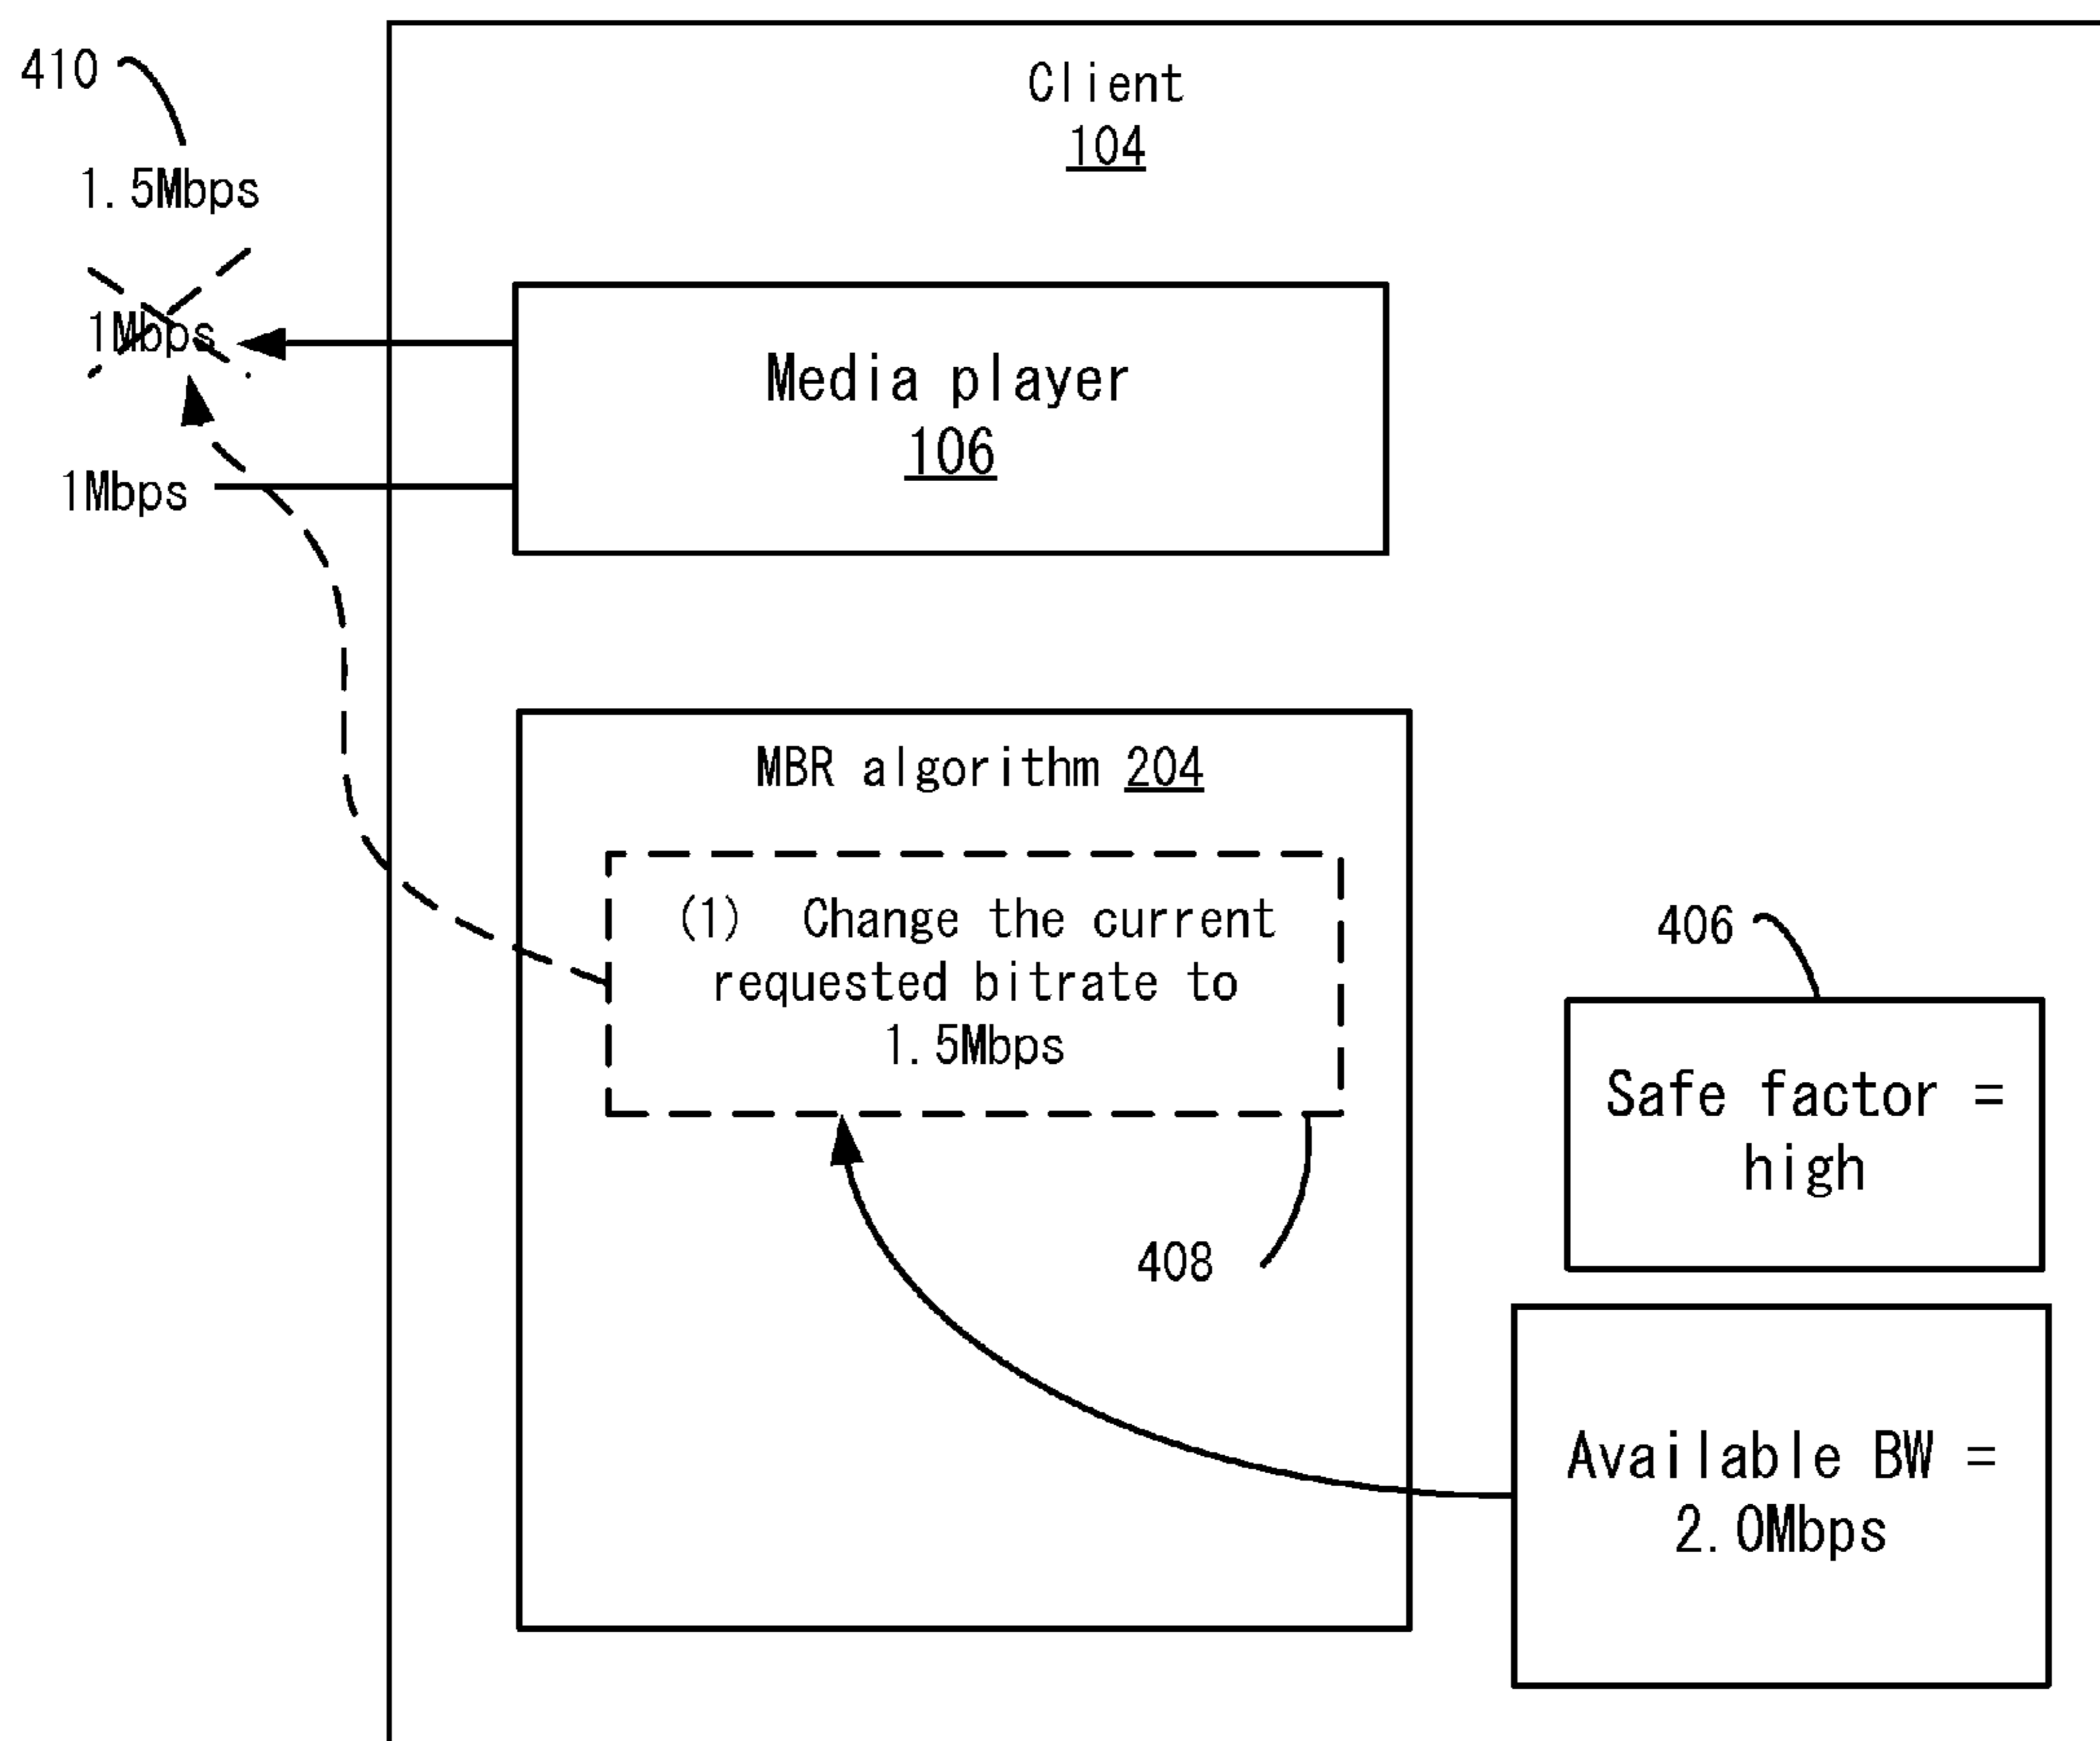 410
1.5Mbps
1Mbps
1Mbps
Client
104
Media player
106
MBR algorithm 204
(1) Change the current
requested bitrate to
1.5Mbps
408
406
Safe factor =
high
Available BW =
2.0Mbps